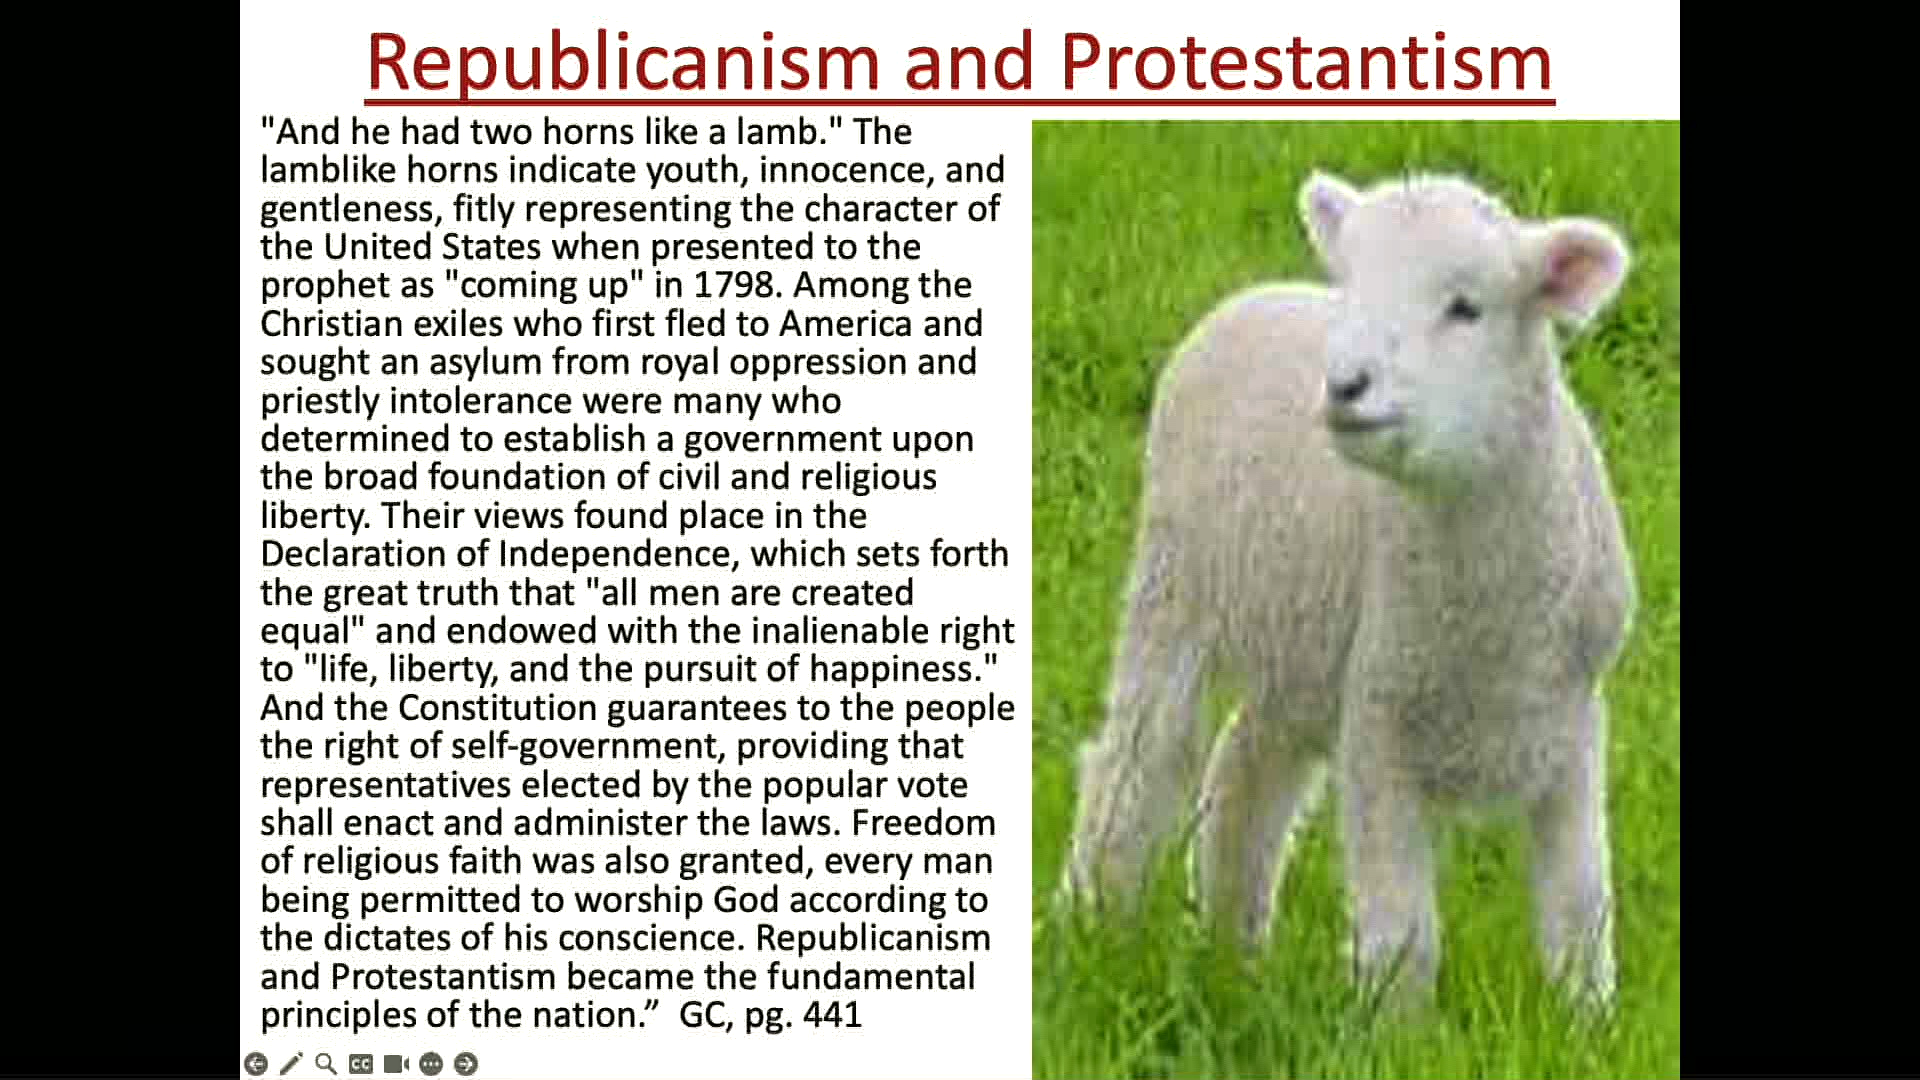 Republicanism and Protestantism
"And he had two horns like a lamb." The
lamblike horns indicate youth, innocence, and
gentleness, fitly representing the character of
the United States when presented to the
prophet as "coming up" in 1798. Among the
Christian exiles who first fled to America and
sought an asylum from royal oppression and
priestly intolerance were many who
determined to establish a government upon
the broad foundation of civil and religious
liberty. Their views found place in the
Declaration of Independence, which sets forth
the great truth that "all men are created
equal" and endowed with the inalienable right
to "life, liberty, and the pursuit of happiness."
And the Constitution guarantees to the people
the right of self-government, providing that
representatives elected by the popular vote
shall enact and administer the laws. Freedom
of religious faith was also granted, every man
being permitted to worship God according to
the dictates of his conscience. Republicanism
and Protestantism became the fundamental
principles of the nation.”  GC, pg. 441
CC